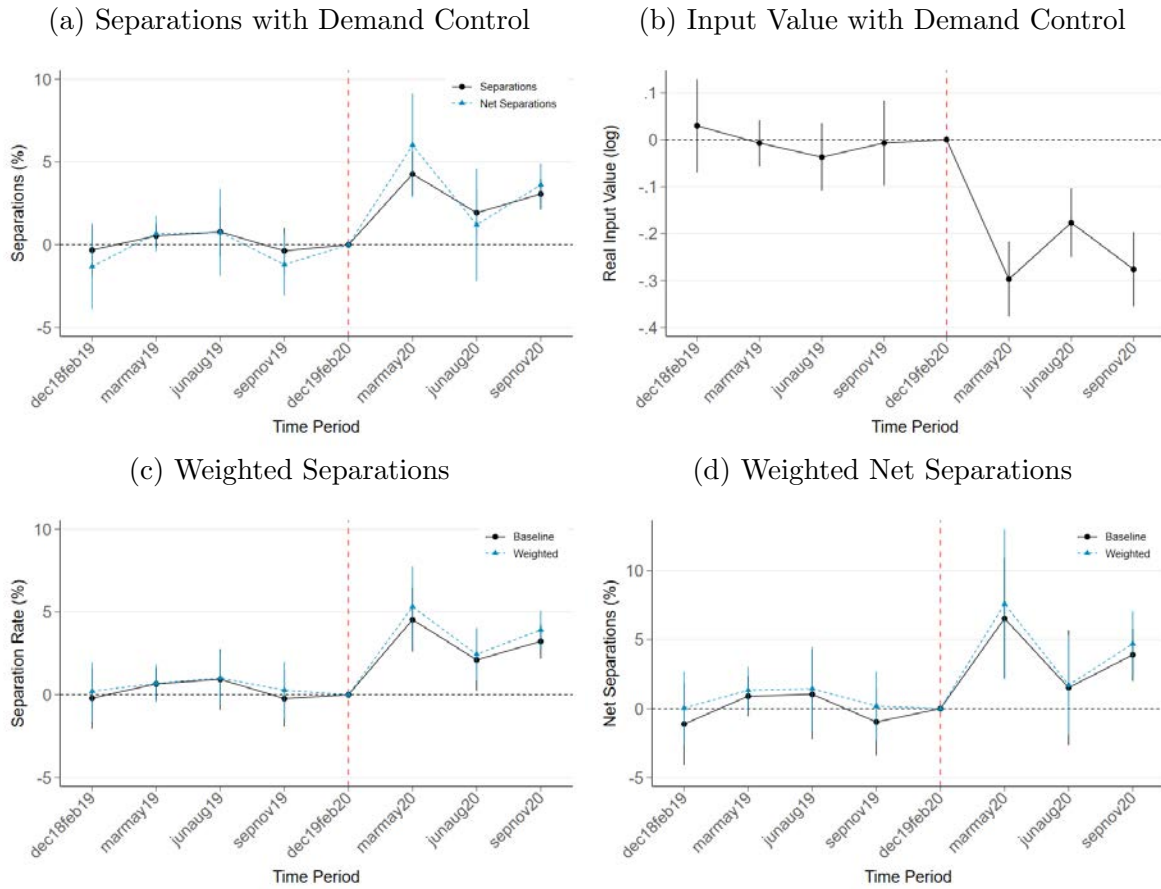 (a) Separations with Demand Control
(b) Input Value with Demand Control
10
5
0
-5
Separations (%)
Separations
Net Separations
dec18feb19
marmay19
junaug19
sepnov19
dec19feb20
marmay20
junaug20
sepnov20
Time Period
.1
0
-.1
-.2
-.3
-.4
Real Input Value (log)
dec18feb19
marmay19
junaug19
sepnov19
dec19feb20
marmay20
junaug20
sepnov20
Time Period
(c) Weighted Separations
(d) Weighted Net Separations
10
5
0
-5
Separation Rate (%)
Baseline
Weighted
dec18feb19
marmay19
junaug19
sepnov19
dec19feb20
marmay20
junaug20
sepnov20
Time Period
10
5
0
-5
Net Separations (%)
Baseline
Weighted
dec18feb19
marmay19
junaug19
sepnov19
dec19feb20
marmay20
junaug20
sepnov20
Time Period